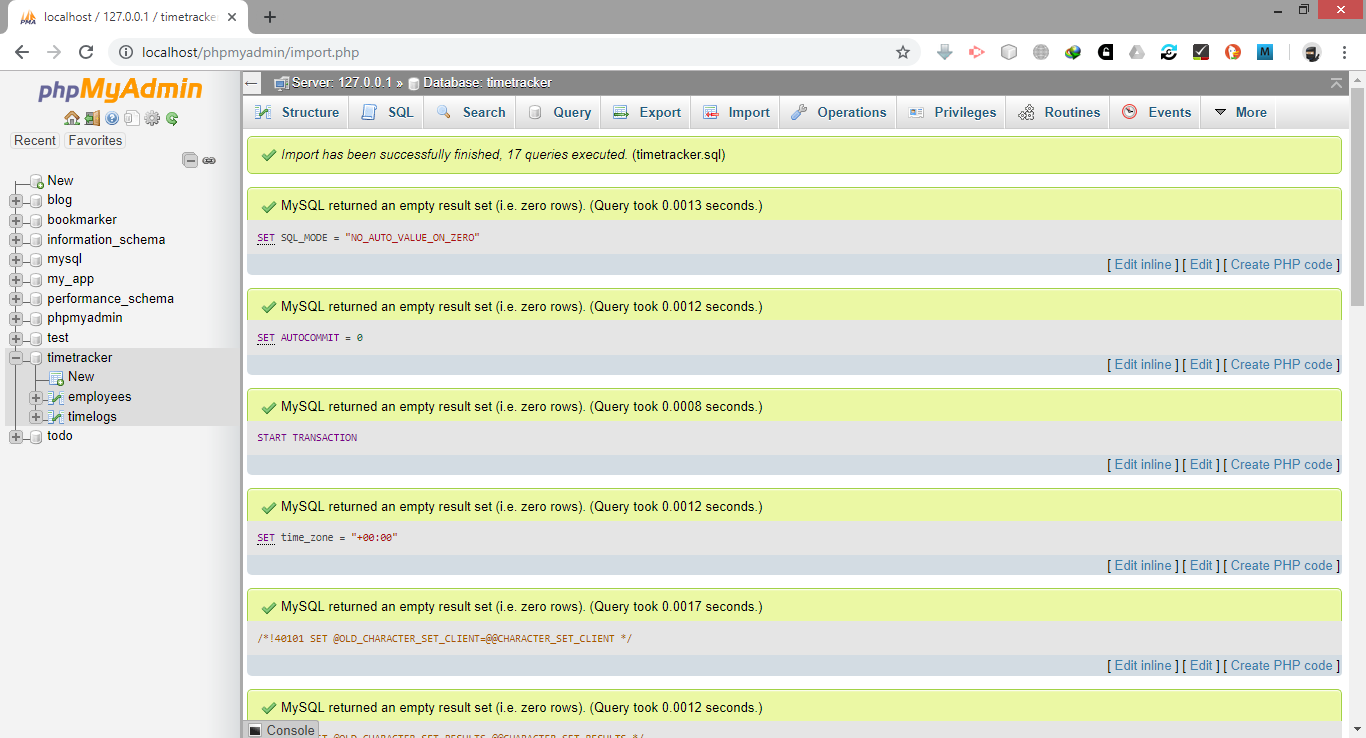 localhost / 127.0.0.1 / timetracke
localhost/phpmyadmin/import.php
phpMyAdmin
Recent Favorites
New
blog
bookmarker
information_schema
mysql
my_app
performance_schema
phpmyadmin
test
timetracker
New
employees
timelogs
todo
Server: 127.0.0.1 » Database: timetracker
Structure SQL Search Query Export Import Operations Privileges Routines Events More
Import has been successfully finished, 17 queries executed. (timetracker.sql)
MySQL returned an empty result set (i.e. zero rows). (Query took 0.0013 seconds.)
SET SQL_MODE = "NO_AUTO_VALUE_ON_ZERO"
[ Edit inline ] [ Edit ] [ Create PHP code ]
MySQL returned an empty result set (i.e. zero rows). (Query took 0.0012 seconds.)
SET AUTOCOMMIT = 0
[ Edit inline ] [ Edit ] [ Create PHP code ]
MySQL returned an empty result set (i.e. zero rows). (Query took 0.0008 seconds.)
START TRANSACTION
[ Edit inline ] [ Edit ] [ Create PHP code ]
MySQL returned an empty result set (i.e. zero rows). (Query took 0.0012 seconds.)
SET time_zone = "+00:00"
[ Edit inline ] [ Edit ] [ Create PHP code ]
MySQL returned an empty result set (i.e. zero rows). (Query took 0.0017 seconds.)
/*!40101 SET @OLD_CHARACTER_SET_CLIENT=@@CHARACTER_SET_CLIENT */
[ Edit inline ] [ Edit ] [ Create PHP code ]
MySQL returned an empty result set (i.e. zero rows). (Query took 0.0012 seconds.)
Console
@OLD_CHARACTER_SET_RESULTS=@@CHARACTER_SET_RESULTS */